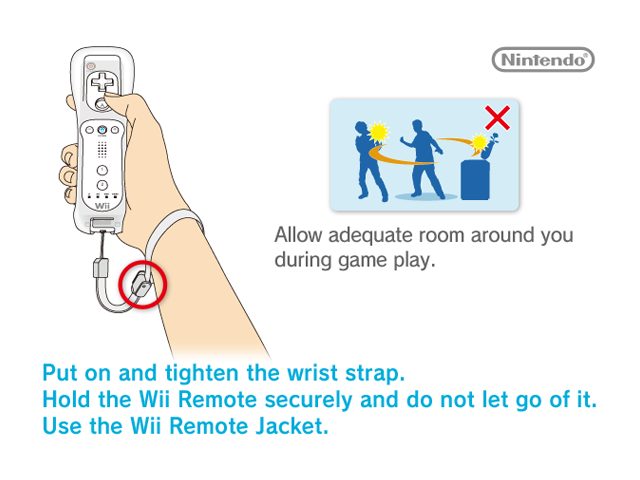 Nintendo®
Wii
Allow adequate room around you
during game play.
Put on and tighten the wrist strap.
Hold the Wii Remote securely and do not let go of it.
Use the Wii Remote Jacket.